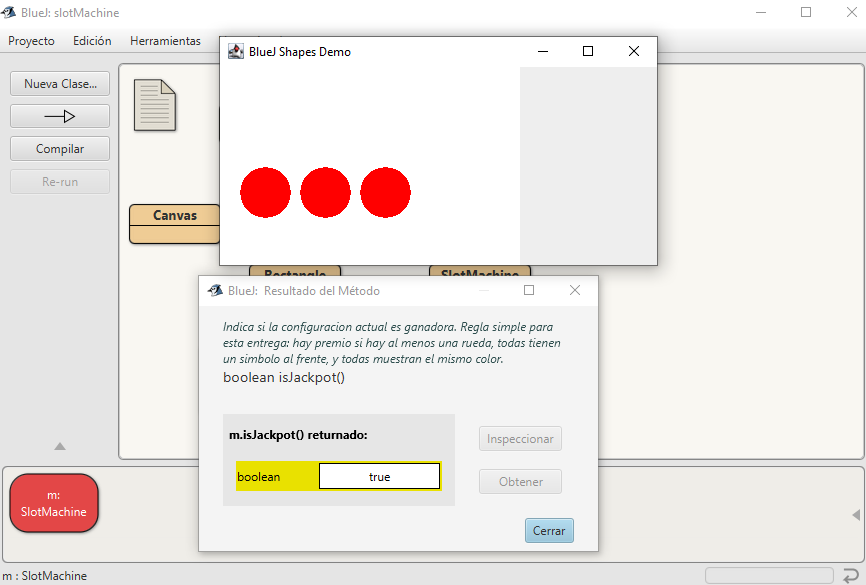 BlueJ: slotMachine
Proyecto Edición Herramientas
BlueJ Shapes Demo
Nueva Clase...
Compilar
Re-run
Canvas
Rectangle
SlotMachine
BlueJ: Resultado del Método
Indica si la configuracion actual es ganadora. Regla simple para
esta entrega: hay premio si hay al menos una rueda, todas tienen
un simbolo al frente, y todas muestran el mismo color.
boolean isJackpot()
m.isJackpot() returnado:
boolean true
Inspeccionar
Obtener
Cerrar
m:
SlotMachine
m : SlotMachine